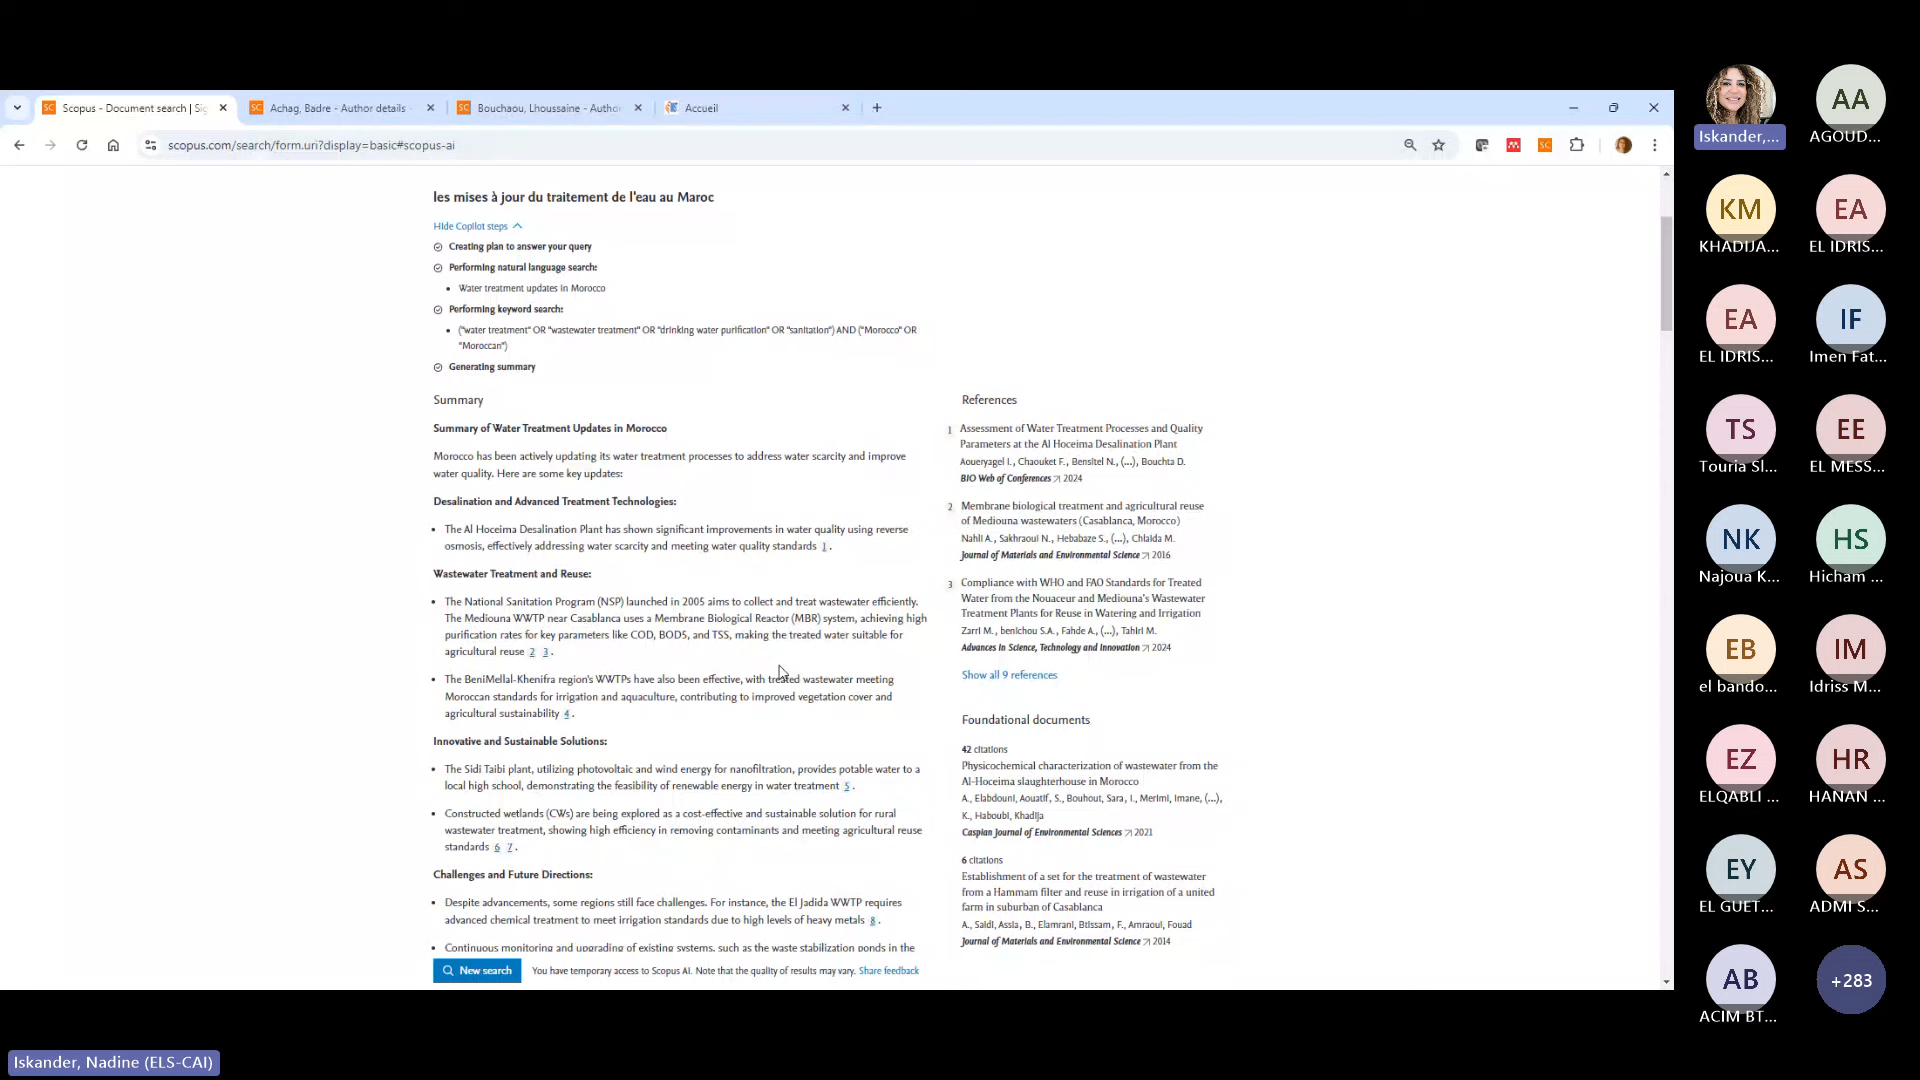 Scopus - Document search | Sig
Achag, Badre - Author details -
Bouchaou, Lhoussaine - Autho
Accueil
scopus.com/search/form.uri?display=basic#scopus-ai
les mises à jour du traitement de l'eau au Maroc
Hide Copilot steps
Creating plan to answer your query
Performing natural language search:
• Water treatment updates in Morocco
Performing keyword search:
• ("water treatment" OR "wastewater treatment" OR "drinking water purification" OR "sanitation") AND ("Morocco" OR
"Moroccan")
Generating summary
Summary
Summary of Water Treatment Updates in Morocco
Morocco has been actively updating its water treatment processes to address water scarcity and improve
water quality. Here are some key updates:
Desalination and Advanced Treatment Technologies:
• The Al Hoceima Desalination Plant has shown significant improvements in water quality using reverse
osmosis, effectively addressing water scarcity and meeting water quality standards 1 .
Wastewater Treatment and Reuse:
• The National Sanitation Program (NSP) launched in 2005 aims to collect and treat wastewater efficiently.
The Mediouna WWTP near Casablanca uses a Membrane Biological Reactor (MBR) system, achieving high
purification rates for key parameters like COD, BOD5, and TSS, making the treated water suitable for
agricultural reuse 2 3 .
• The BeniMellal-Khenifra region's WWTPs have also been effective, with treated wastewater meeting
Moroccan standards for irrigation and aquaculture, contributing to improved vegetation cover and
agricultural sustainability 4 .
Innovative and Sustainable Solutions:
• The Sidi Taibi plant, utilizing photovoltaic and wind energy for nanofiltration, provides potable water to a
local high school, demonstrating the feasibility of renewable energy in water treatment 5 .
• Constructed wetlands (CWs) are being explored as a cost-effective and sustainable solution for rural
wastewater treatment, showing high efficiency in removing contaminants and meeting agricultural reuse
standards 6 7 .
Challenges and Future Directions:
• Despite advancements, some regions still face challenges. For instance, the El Jadida WWTP requires
advanced chemical treatment to meet irrigation standards due to high levels of heavy metals 8 .
• Continuous monitoring and upgrading of existing systems, such as the waste stabilization ponds in the
New search
You have temporary access to Scopus AI. Note that the quality of results may vary. Share feedback
References
1 Assessment of Water Treatment Processes and Quality
Parameters at the Al Hoceima Desalination Plant
Aoueryagel I., Chaouket F., Bensitel N., (...), Bouchta D.
BIO Web of Conferences 2024
2 Membrane biological treatment and agricultural reuse
of Mediouna wastewaters (Casablanca, Morocco)
Nahli A., Sakhraoui N., Hebabaze S., (...), Chlaida M.
Journal of Materials and Environmental Science 2016
3 Compliance with WHO and FAO Standards for Treated
Water from the Nouaceur and Mediouna's Wastewater
Treatment Plants for Reuse in Watering and Irrigation
Zarri M., benichou S.A., Fahde A., (...), Tahiri M.
Advances in Science, Technology and Innovation 2024
Show all 9 references
Foundational documents
42 citations
Physicochemical characterization of wastewater from the
Al-Hoceima slaughterhouse in Morocco
A., Elabdouni, Aouatif, S., Bouhout, Sara, I., Merimi, Imane, (...),
K., Haboubi, Khadija
Caspian Journal of Environmental Sciences 2021
6 citations
Establishment of a set for the treatment of wastewater
from a Hammam filter and reuse in irrigation of a united
farm in suburban of Casablanca
A., Saidi, Assia, B., Elamrani, Btissam, F., Amraoui, Fouad
Journal of Materials and Environmental Science 2014
Iskander,...
AA
AGOUD...
KM
KHADIJA...
EA
EL IDRIS...
EA
EL IDRIS...
IF
Imen Fat...
TS
Touria Sl...
EE
EL MESS...
NK
Najoua K...
HS
Hicham ...
EB
el bando...
IM
Idriss M...
EZ
ELQABLI ...
HR
HANAN ...
EY
EL GUET...
AS
ADMI S...
AB
ACIM BT...
+283
Iskander, Nadine (ELS-CAI)